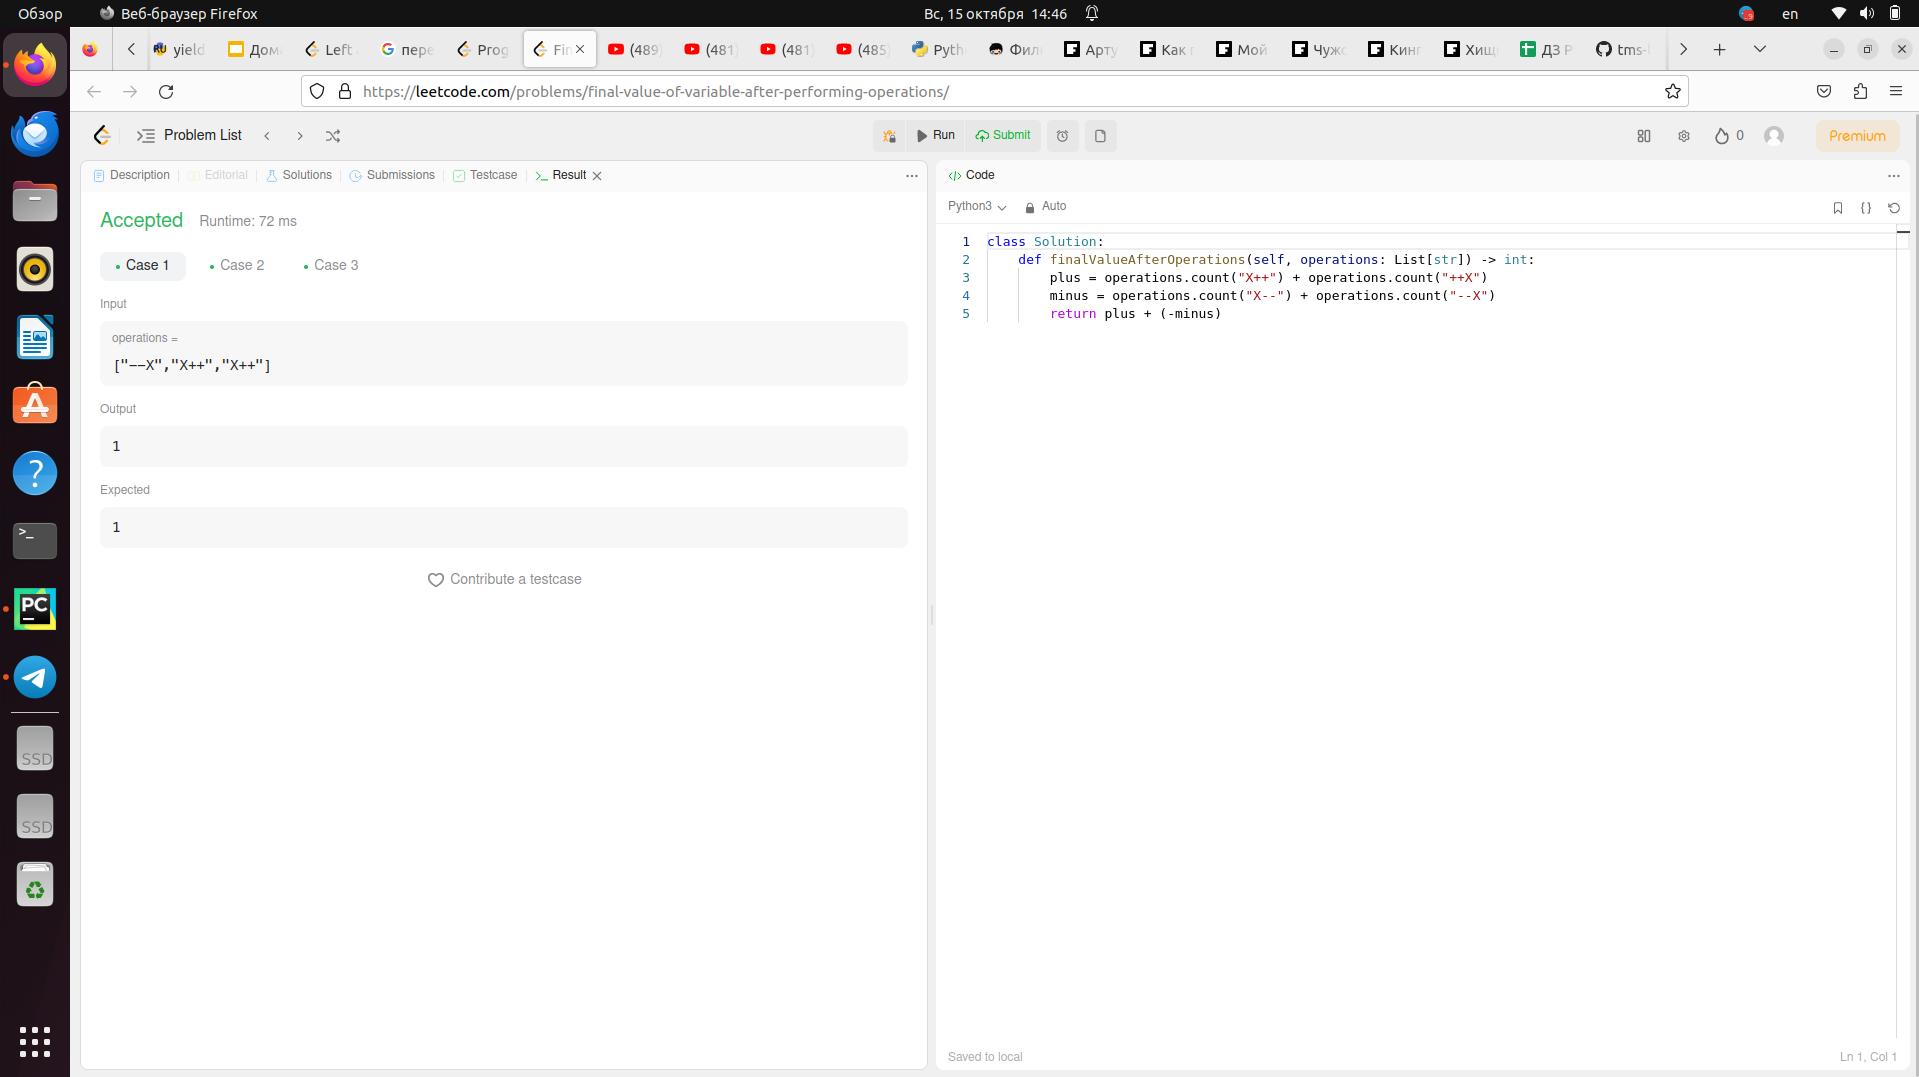 Обзор
Веб-браузер Firefox
Вс, 15 октября 14:46
en
yield
Дом
Left
пере
Prog
Fin
(489)
(481)
(481)
(485)
Pyth
Фил
Арту
Как
Мой
Чуж
Кинг
Хищ
ДЗ Р
tms-
https://leetcode.com/problems/final-value-of-variable-after-performing-operations/
Problem List
Run
Submit
0
Premium
Description
Editorial
Solutions
Submissions
Testcase
Result
Code
Python3
Auto
Accepted
Runtime: 72 ms
Case 1
Case 2
Case 3
Input
operations =
["--X","X++","X++"]
Output
1
Expected
1
Contribute a testcase
1 class Solution:
2 def finalValueAfterOperations(self, operations: List[str]) -> int:
3 plus = operations.count("X++") + operations.count("++X")
4 minus = operations.count("X--") + operations.count("--X")
5 return plus + (-minus)
Saved to local
Ln 1, Col 1
>_
PC
SSD
SSD